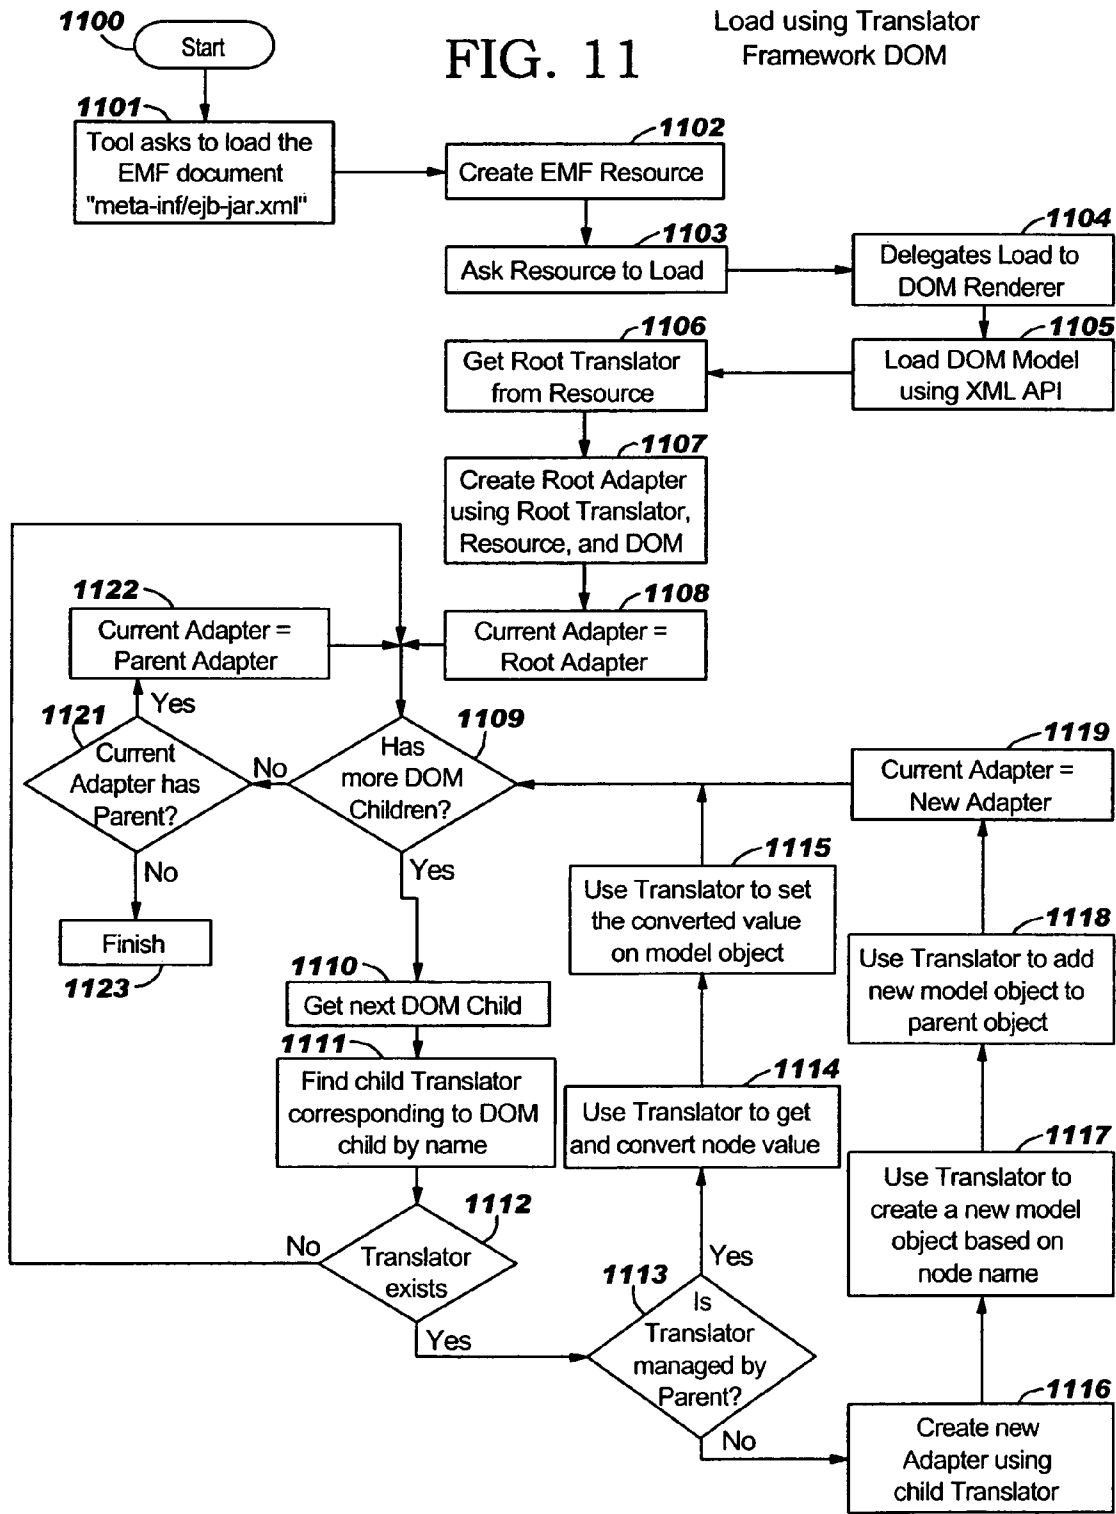 1100
Start
FIG. 11
Load using Translator
Framework DOM
1101
Tool asks to load the
EMF document
"meta-inf/ejb-jar.xml"
1102
Create EMF Resource
1103
Ask Resource to Load
1104
Delegates Load to
DOM Renderer
1105
Load DOM Model
using XML API
1106
Get Root Translator
from Resource
1107
Create Root Adapter
using Root Translator,
Resource, and DOM
1108
Current Adapter =
Root Adapter
1122
Current Adapter =
Parent Adapter
Yes
1121
Current
Adapter has
Parent?
No
1109
Has
more DOM
Children?
No
Finish
1123
Yes
1119
Current Adapter =
New Adapter
1115
Use Translator to set
the converted value
on model object
1118
Use Translator to add
new model object to
parent object
1110
Get next DOM Child
1111
Find child Translator
corresponding to DOM
child by name
1114
Use Translator to get
and convert node value
1117
Use Translator to
create a new model
object based on
node name
1112
No
Translator
exists
Yes
Yes
1113
Is
Translator
managed by
Parent?
No
1116
Create new
Adapter using
child Translator